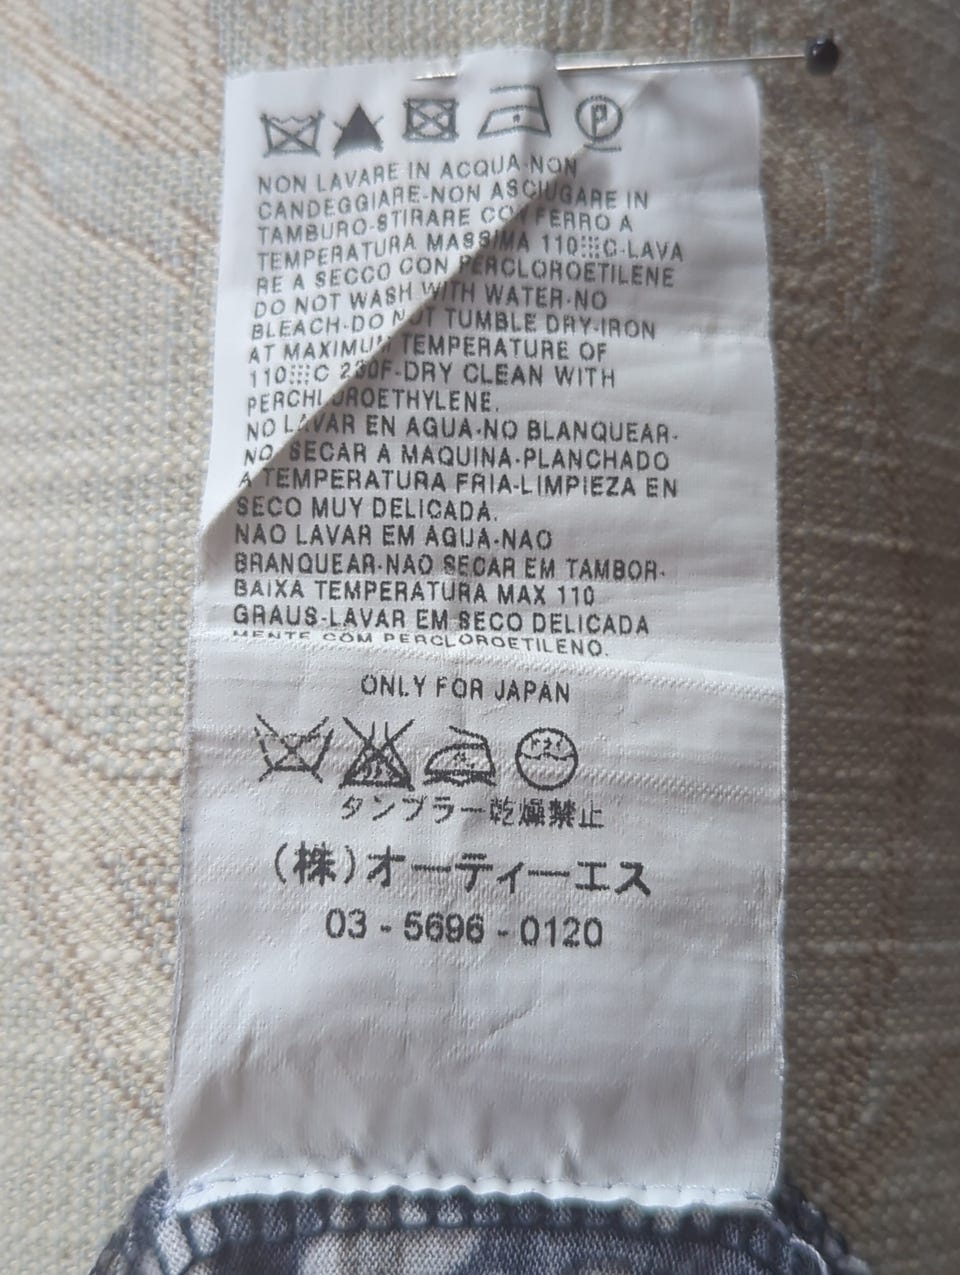 NON LAVARE IN ACQUA-NON
CANDEGGIARE-NON ASCIUGARE IN
TAMBURO-STIRARE CON FERRO A
TEMPERATURA MASSIMA 110 C-LAVA
RE A SECCO CON PERCLOROETILENE
DO NOT WASH WITH WATER-NO
BLEACH-DO NOT TUMBLE DRY-IRON
AT MAXIMUM TEMPERATURE OF
110 C 230F-DRY CLEAN WITH
PERCHLOROETHYLENE.
NO LAVAR EN AGUA-NO BLANQUEAR-
NO SECAR A MAQUINA-PLANCHADO
A TEMPERATURA FRIA-LIMPIEZA EN
SECO MUY DELICADA.
NAO LAVAR EM AGUA-NAO
BRANQUEAR-NAO SECAR EM TAMBOR-
BAIXA TEMPERATURA MAX 110
GRAUS-LAVAR EM SECO DELICADA
MENTE COM PERCLOROETILENO.
ONLY FOR JAPAN
タンブラー乾燥禁止
(株)オーティーエス
03 - 5696 - 0120